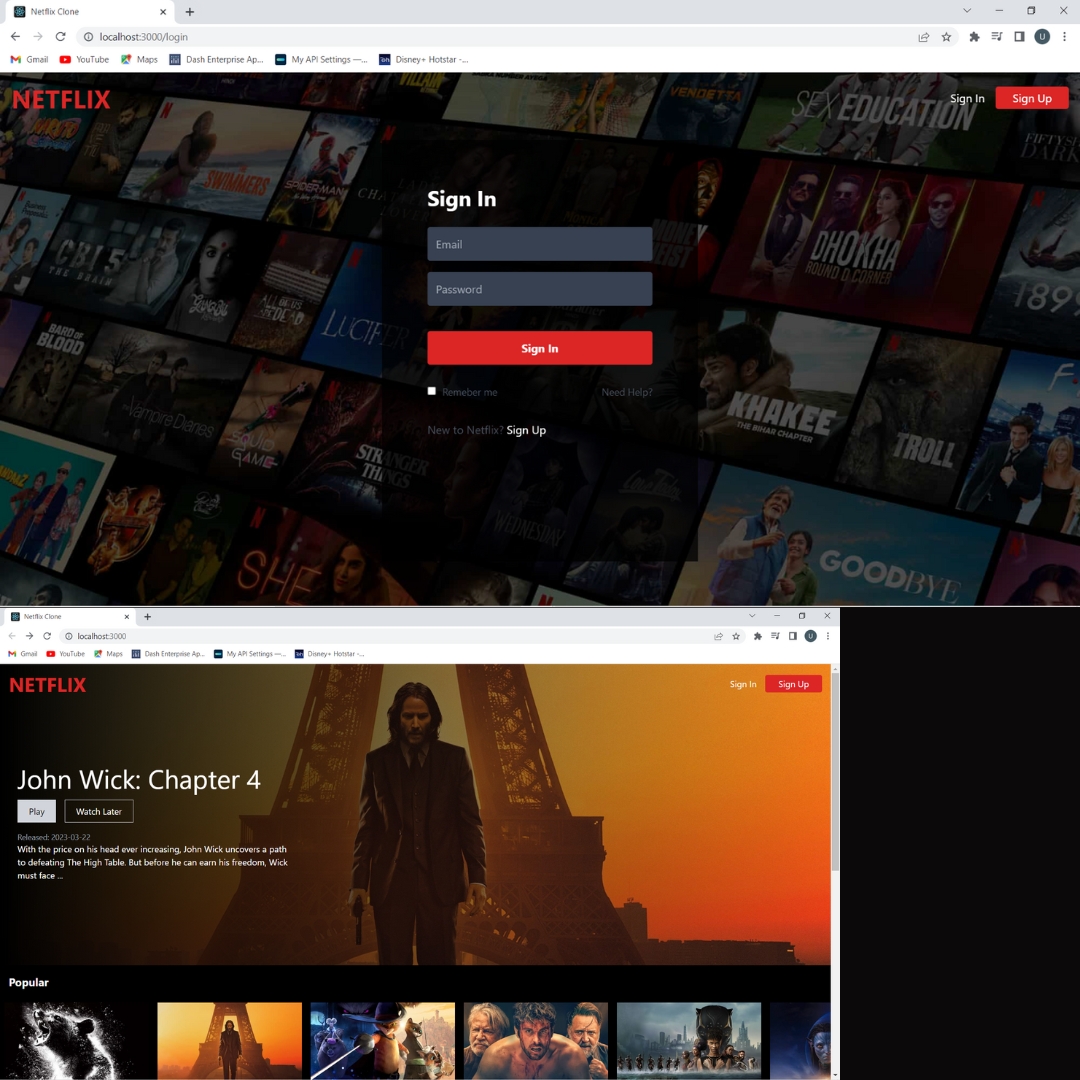 Netflix Clone
localhost:3000/login
Gmail YouTube Maps Dash Enterprise Ap... My API Settings —... Disney+ Hotstar -...
NETFLIX
Sign In Sign Up
VENDETTA
SEX EDUCATION
THE SWIMMERS
SPIDER-MAN
CBI 5
THE BRAIN
ALL OF US ARE DEAD
LUCIFER
MONEY HEIST
DHOKHA
ROUND D CORNER
1899
BARD OF
BLOOD
The Vampire Diaries
SQUID GAME
STRANGER
THINGS
KHAKEE
THE BIHAR CHAPTER
TROLL
WEDNESDAY
SHE
GOODBYE
Sign In
Email
Password
Sign In
Remeber me Need Help?
New to Netflix? Sign Up
Netflix Clone
localhost:3000
Gmail YouTube Maps Dash Enterprise Ap... My API Settings —... Disney+ Hotstar -...
NETFLIX
Sign In Sign Up
John Wick: Chapter 4
Play Watch Later
Released: 2023-03-22
With the price on his head ever increasing, John Wick uncovers a path
to defeating The High Table. But before he can earn his freedom, Wick
must face ...
Popular